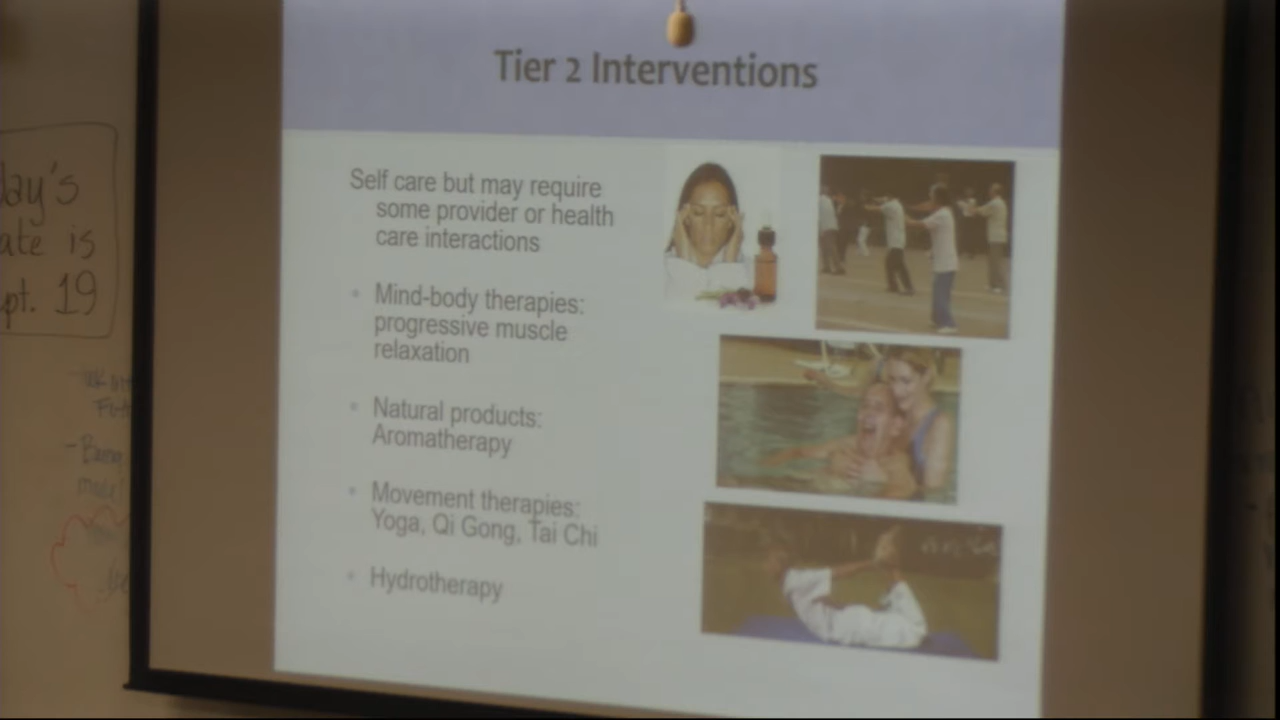 Tier 2 Interventions
Self care but may require
some provider or health
care interactions
• Mind-body therapies:
progressive muscle
relaxation
• Natural products:
Aromatherapy
• Movement therapies:
Yoga, Qi Gong, Tai Chi
• Hydrotherapy
day's
ate is
pt. 19